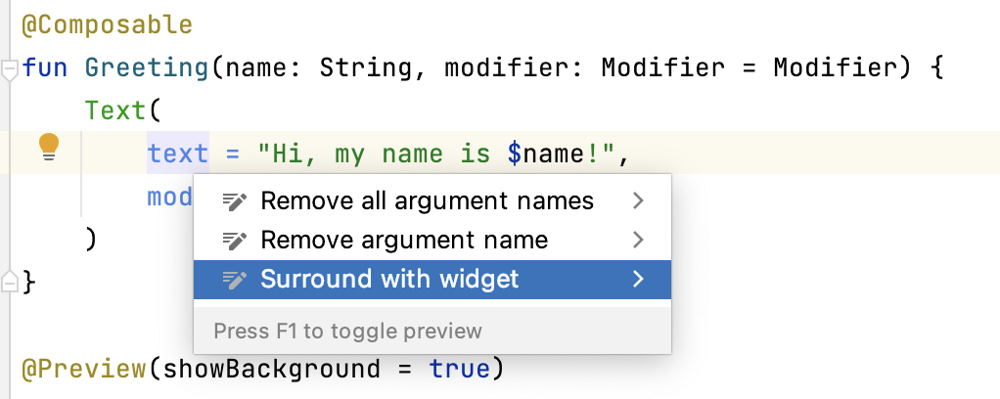 @Composable
fun Greeting(name: String, modifier: Modifier = Modifier) {
Text(
text = "Hi, my name is $name!",
mod
Remove all argument names
)
Remove argument name
}
Surround with widget
Press F1 to toggle preview
@Preview(showBackground = true)